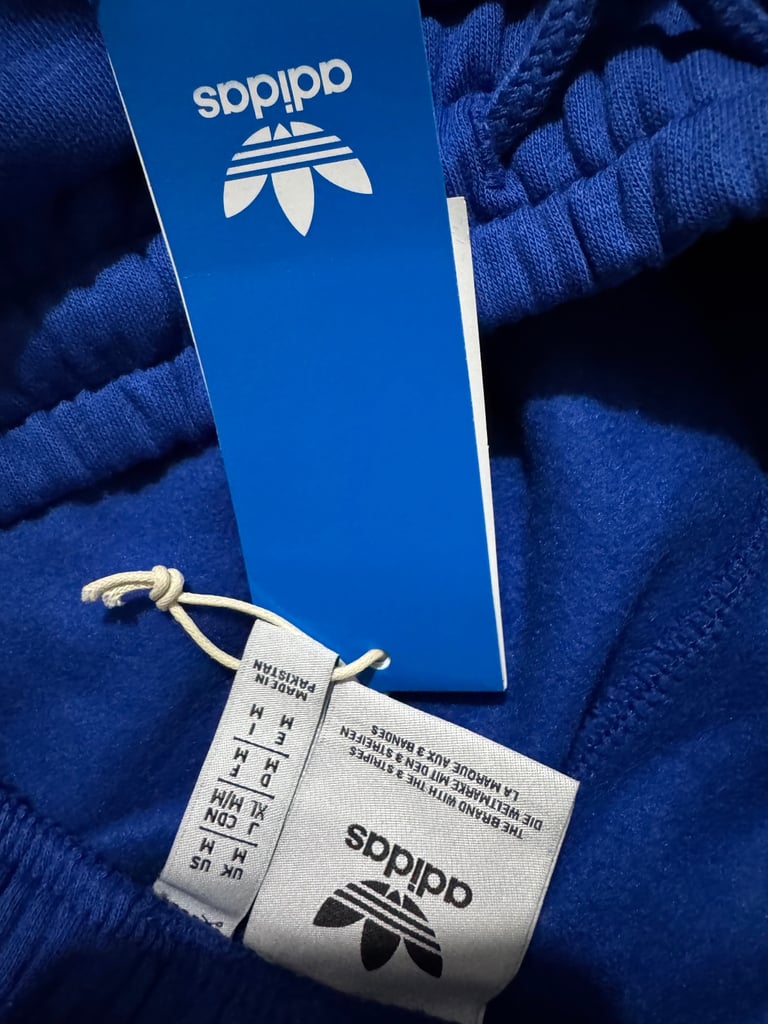 adidas
adidas
THE BRAND WITH THE 3 STRIPES
DIE WELTMARKE MIT DEN 3 STREIFEN
LA MARQUE AUX 3 BANDES
UK US
M M
J CDN
XL M/M
D F
M M
E I
M M
MADE IN
PAKISTAN